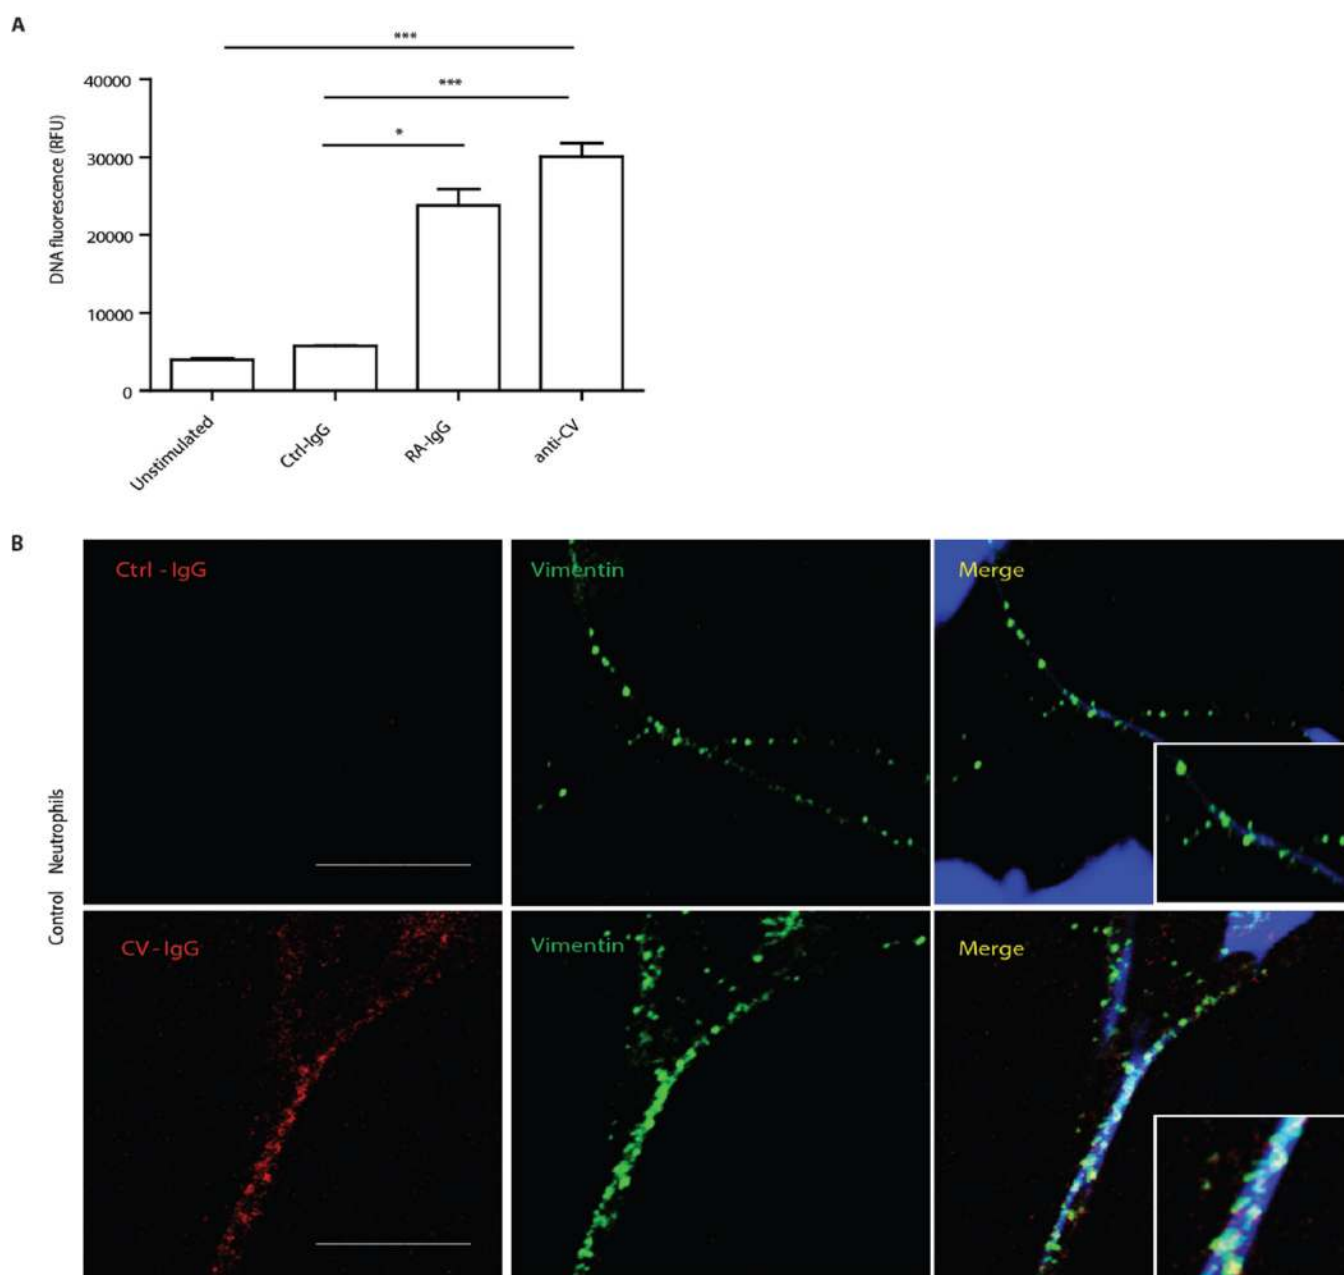 A
***
***
*
40000
30000
20000
10000
0
DNA fluorescence (RFU)
Unstimulated
Ctrl-IgG
RA-IgG
anti-CV
B
Control Neutrophils
Ctrl - IgG
Vimentin
Merge
CV - IgG
Vimentin
Merge